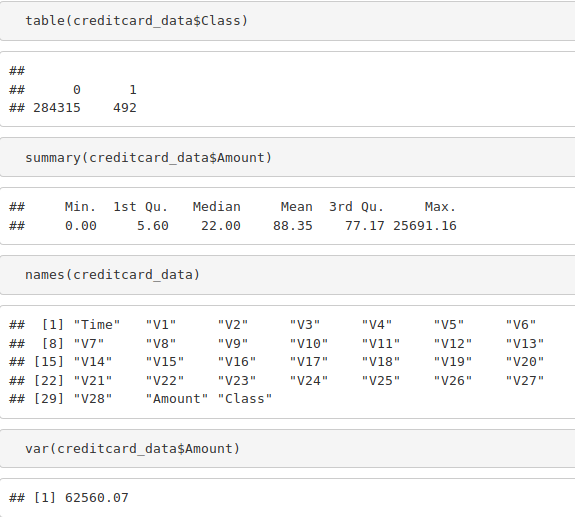 table(creditcard_data$Class)
##
##      0      1
## 284315    492
summary(creditcard_data$Amount)
##     Min.  1st Qu.   Median     Mean  3rd Qu.     Max.
##     0.00     5.60    22.00    88.35    77.17 25691.16
names(creditcard_data)
##  [1] "Time"   "V1"     "V2"     "V3"     "V4"     "V5"     "V6"
##  [8] "V7"     "V8"     "V9"     "V10"    "V11"    "V12"    "V13"
## [15] "V14"    "V15"    "V16"    "V17"    "V18"    "V19"    "V20"
## [22] "V21"    "V22"    "V23"    "V24"    "V25"    "V26"    "V27"
## [29] "V28"    "Amount" "Class"
var(creditcard_data$Amount)
## [1] 62560.07